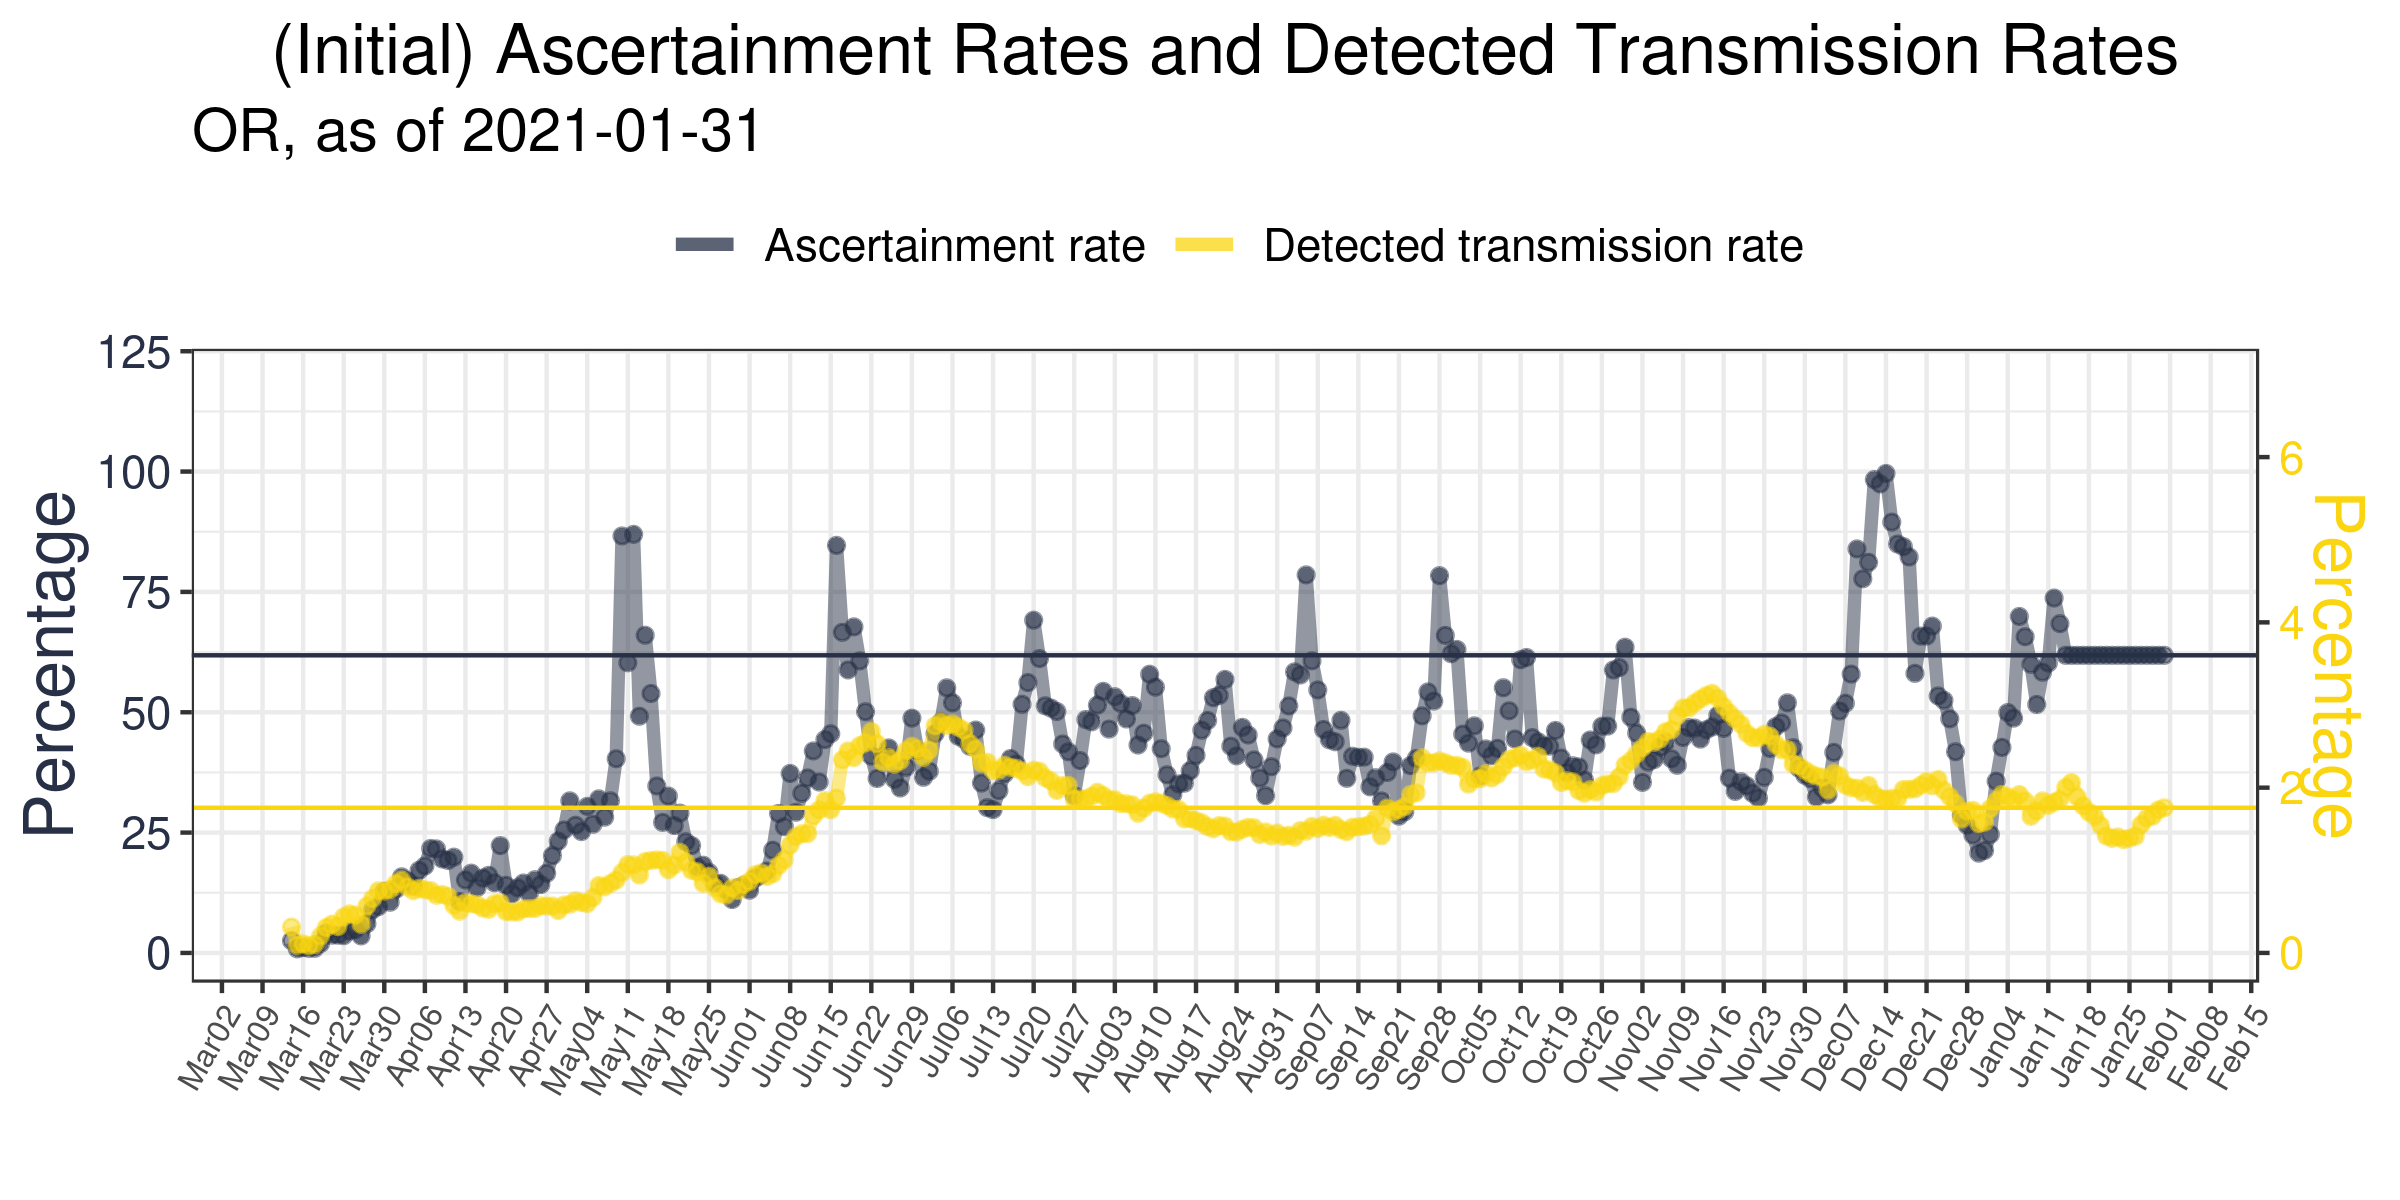 (Initial) Ascertainment Rates and Detected Transmission Rates
OR, as of 2021-01-31
Ascertainment rate Detected transmission rate
125
100
75
50
25
0
Percentage
6
4
2
0
Percentage
Mar02 Mar09 Mar16 Mar23 Mar30 Apr06 Apr13 Apr20 Apr27 May04 May11 May18 May25 Jun01 Jun08 Jun15 Jun22 Jun29 Jul06 Jul13 Jul20 Jul27 Aug03 Aug10 Aug17 Aug24 Aug31 Sep07 Sep14 Sep21 Sep28 Oct05 Oct12 Oct19 Oct26 Nov02 Nov09 Nov16 Nov23 Nov30 Dec07 Dec14 Dec21 Dec28 Jan04 Jan11 Jan18 Jan25 Feb01 Feb08 Feb15